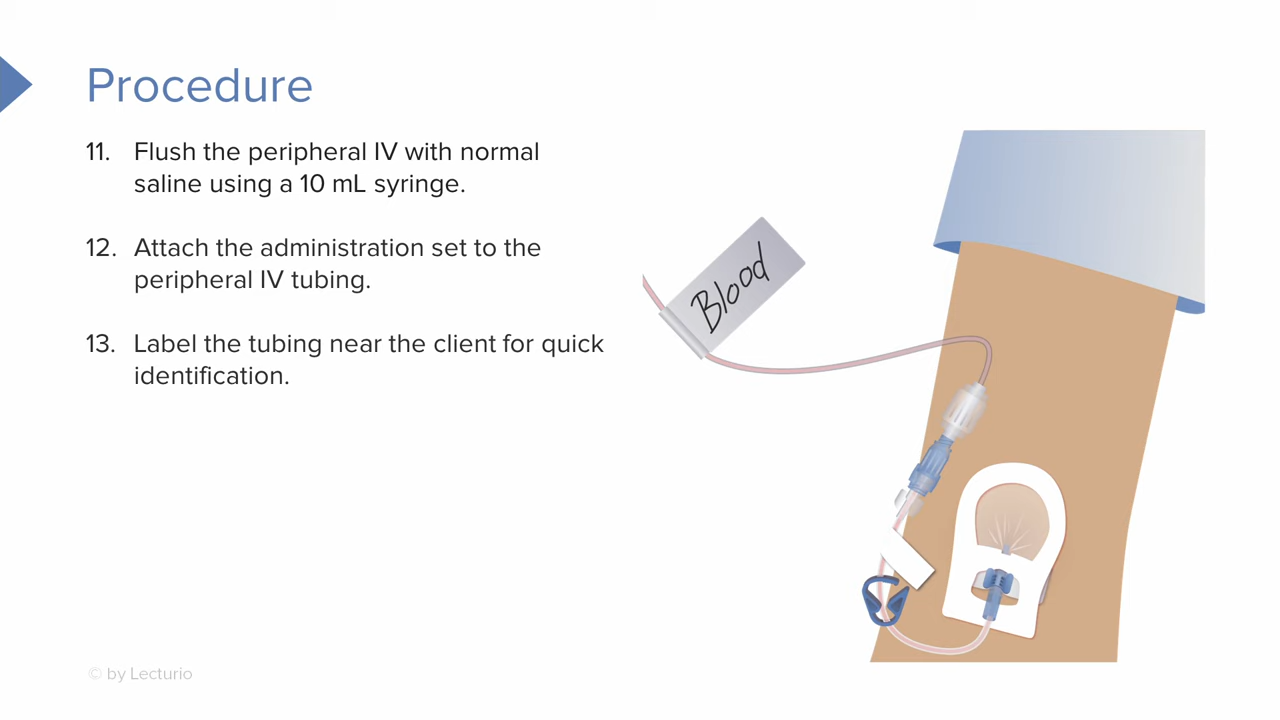 Procedure
11. Flush the peripheral IV with normal
saline using a 10 mL syringe.
12. Attach the administration set to the
peripheral IV tubing.
13. Label the tubing near the client for quick
identification.
Blood
© by Lecturio